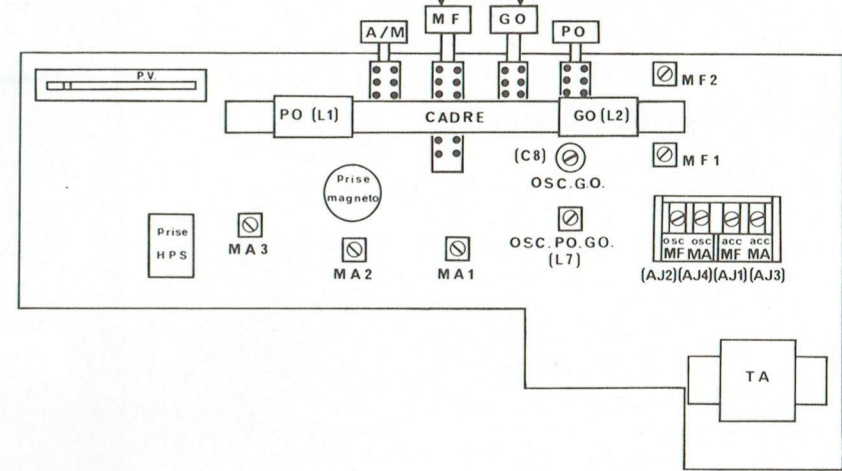 MF
GO
A/M
PO
P.V.
MF2
PO (L1)
CADRE
GO (L2)
(C8)
OSC.G.O.
MF1
Prise
magneto
Prise
HPS
MA3
MA2
MA1
OSC.PO.GO.
(L7)
osc osc acc acc
MF MA MF MA
(AJ2)(AJ4)(AJ1)(AJ3)
TA